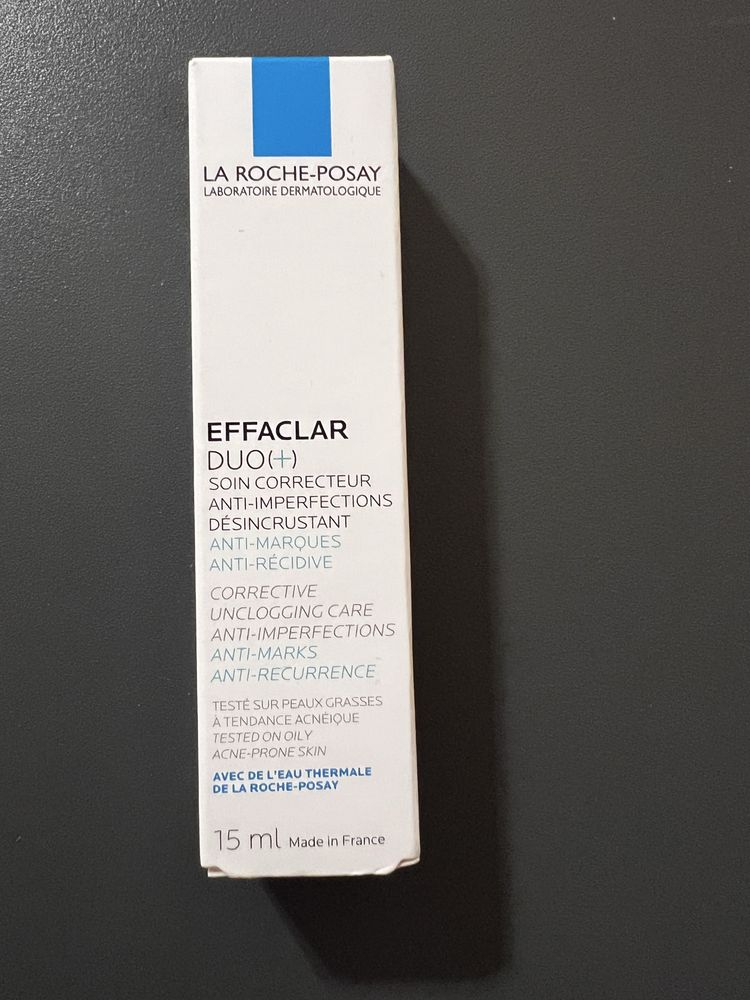 LA ROCHE-POSAY
LABORATOIRE DERMATOLOGIQUE
EFFACLAR
DUO(+)
SOIN CORRECTEUR
ANTI-IMPERFECTIONS
DÉSINCRUSTANT
ANTI-MARQUES
ANTI-RÉCIDIVE
CORRECTIVE
UNCLOGGING CARE
ANTI-IMPERFECTIONS
ANTI-MARKS
ANTI-RECURRENCE
TESTÉ SUR PEAUX GRASSES
À TENDANCE ACNÉIQUE
TESTED ON OILY
ACNE-PRONE SKIN
AVEC DE L'EAU THERMALE
DE LA ROCHE-POSAY
15 ml Made in France